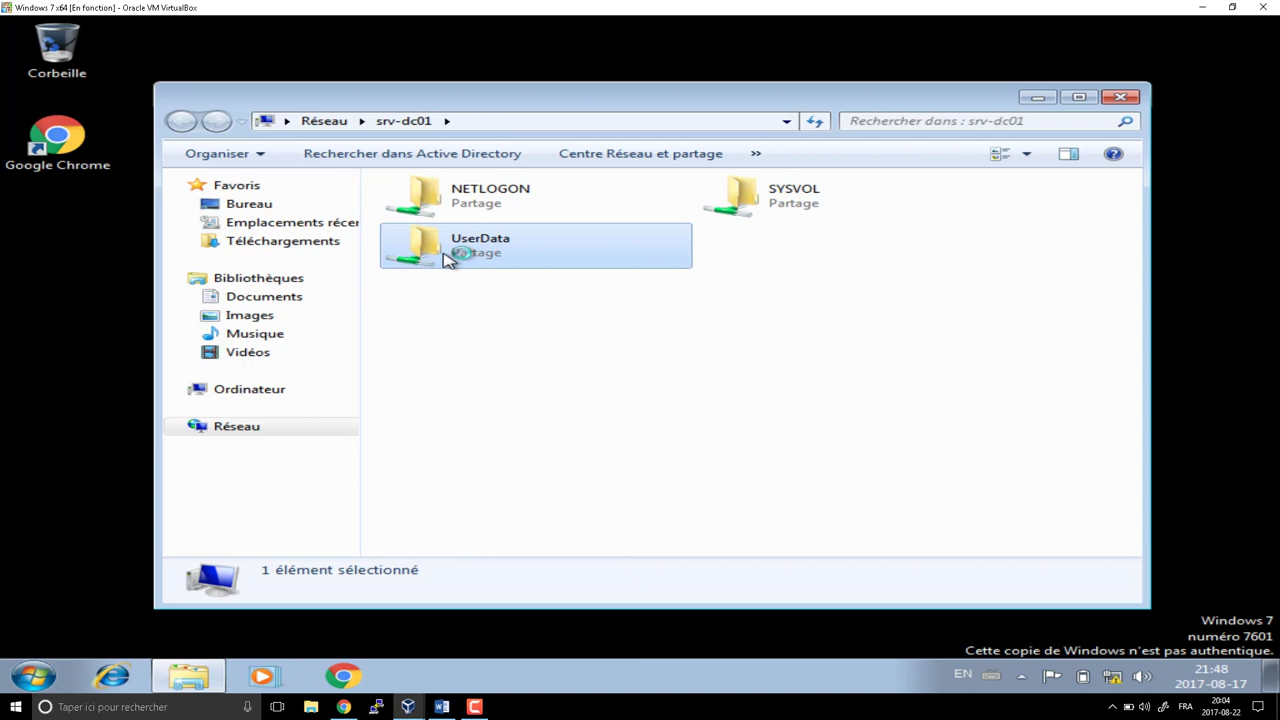 Windows 7 x64 [En fonction] - Oracle VM VirtualBox
Corbeille
Google Chrome
Réseau srv-dc01
Rechercher dans : srv-dc01
Organiser Rechercher dans Active Directory Centre Réseau et partage »
Favoris
Bureau
Emplacements récer
Téléchargements
Bibliothèques
Documents
Images
Musique
Vidéos
Ordinateur
Réseau
NETLOGON
Partage
SYSVOL
Partage
UserData
Partage
1 élément sélectionné
Windows 7
numéro 7601
Cette copie de Windows n'est pas authentique.
EN
21:48
2017-08-17
Taper ici pour rechercher
FRA
20:04
2017-08-22